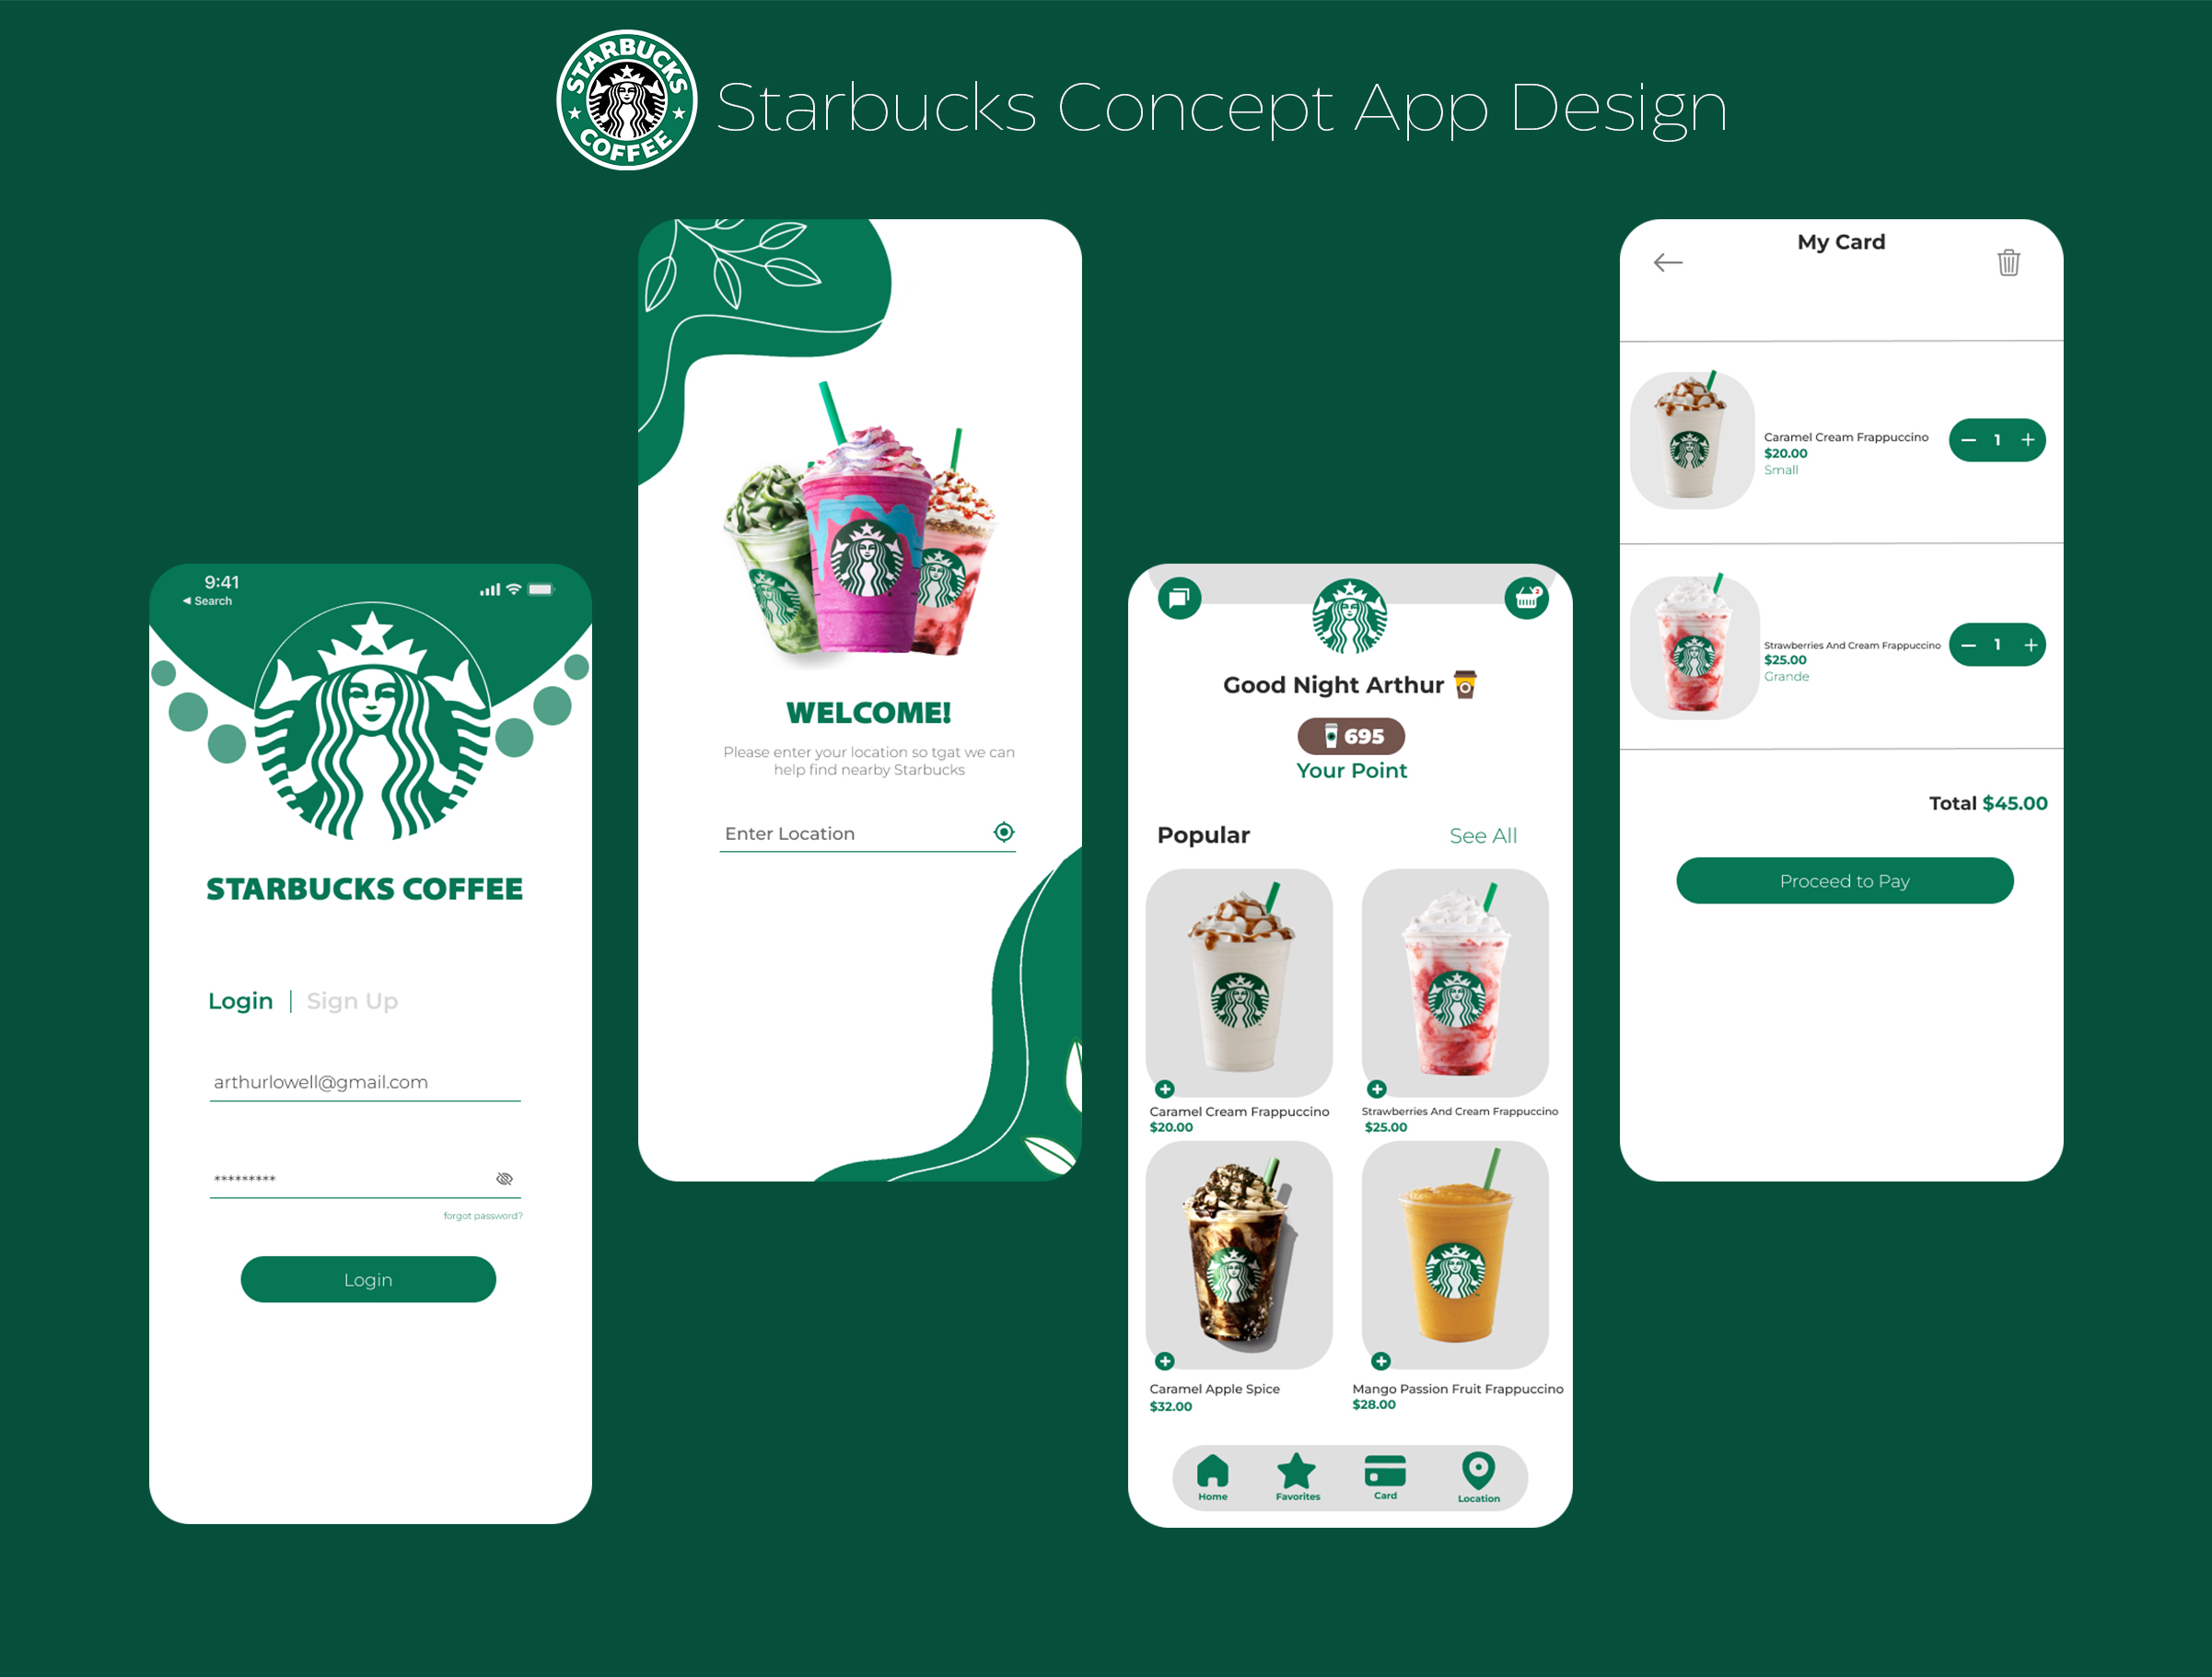 STARBUCKS
COFFEE
Starbucks Concept App Design
9:41
◀ Search
STARBUCKS COFFEE
Login | Sign Up
arthurlowell@gmail.com
*********
forgot password?
Login
WELCOME!
Please enter your location so tgat we can
help find nearby Starbucks
Enter Location
2
Good Night Arthur
695
Your Point
Popular
See All
Caramel Cream Frappuccino
$20.00
Strawberries And Cream Frappuccino
$25.00
Caramel Apple Spice
$32.00
Mango Passion Fruit Frappuccino
$28.00
Home
Favorites
Card
Location
My Card
Caramel Cream Frappuccino
$20.00
Small
− 1 +
Strawberries And Cream Frappuccino
$25.00
Grande
− 1 +
Total $45.00
Proceed to Pay